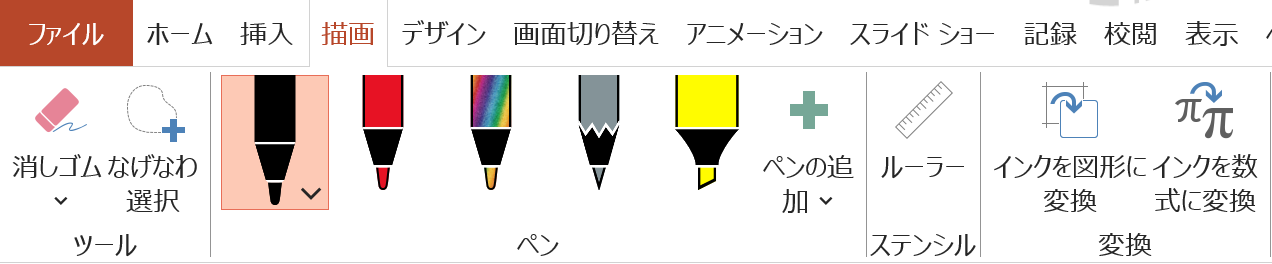 ファイル ホーム 挿入 描画 デザイン 画面切り替え アニメーション スライド ショー 記録 校閲 表示
消しゴム
なげなわ
選択
ツール
ペン
ペンの追
加
ルーラー
ステンシル
インクを図形に
変換
インクを数
式に変換
変換